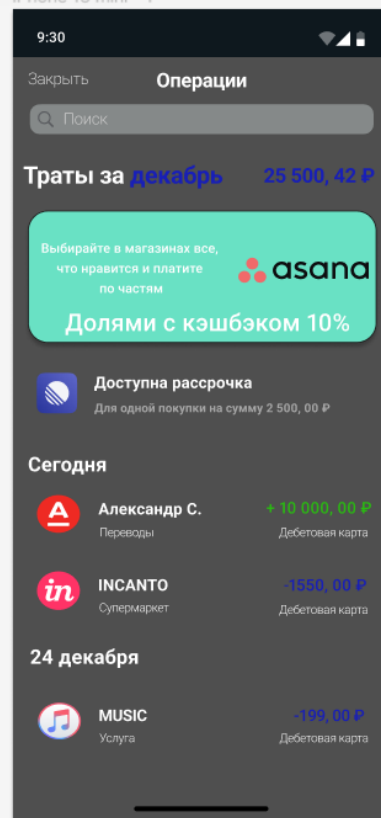 9:30
Закрыть Операции
Поиск
Траты за декабрь 25 500, 42 ₽
Выбирайте в магазинах все,
что нравится и платите
по частям
asana
Долями с кэшбэком 10%
Доступна рассрочка
Для одной покупки на сумму 2 500, 00 ₽
Сегодня
Александр С. + 10 000, 00 ₽
Переводы Дебетовая карта
in
INCANTO -1550, 00 ₽
Супермаркет Дебетовая карта
24 декабря
MUSIC -199, 00 ₽
Услуга Дебетовая карта